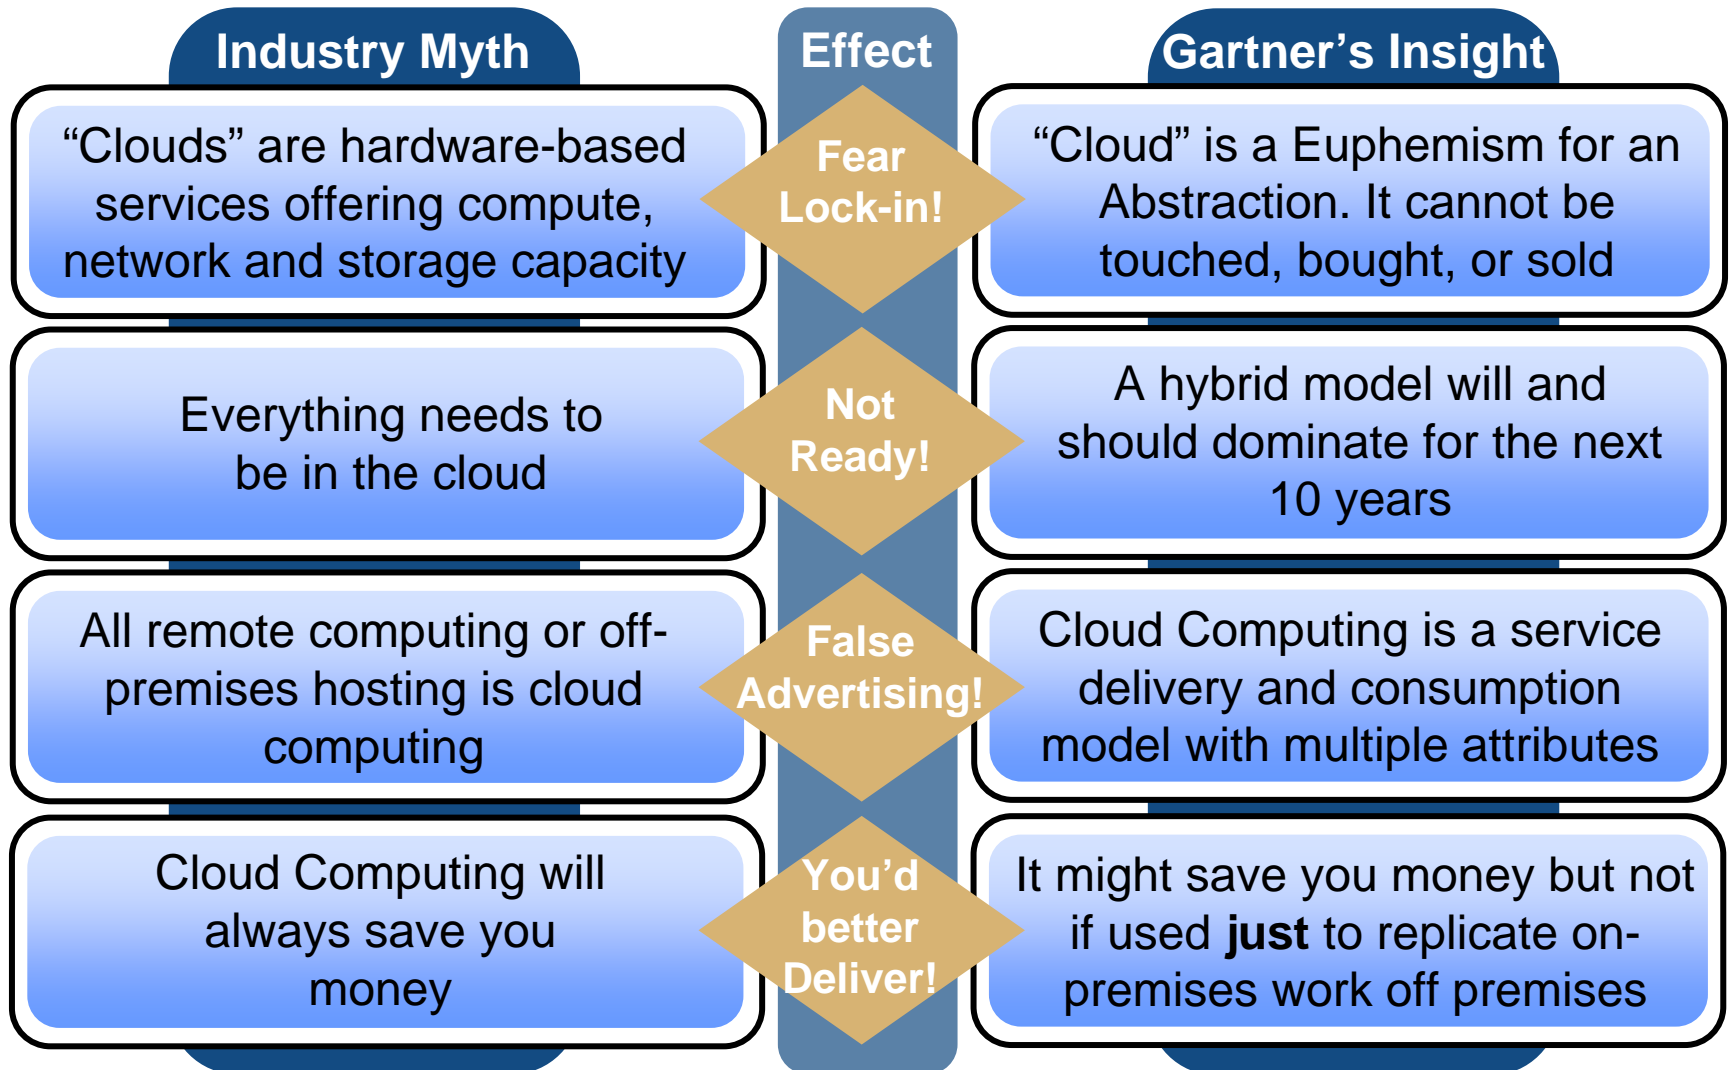 Industry Myth
Effect
Gartner’s Insight
“Clouds” are hardware-based
services offering compute,
network and storage capacity
Fear
Lock-in!
“Cloud” is a Euphemism for an
Abstraction. It cannot be
touched, bought, or sold
Everything needs to
be in the cloud
Not
Ready!
A hybrid model will and
should dominate for the next
10 years
All remote computing or off-
premises hosting is cloud
computing
False
Advertising!
Cloud Computing is a service
delivery and consumption
model with multiple attributes
Cloud Computing will
always save you
money
You’d
better
Deliver!
It might save you money but not
if used just to replicate on-
premises work off premises